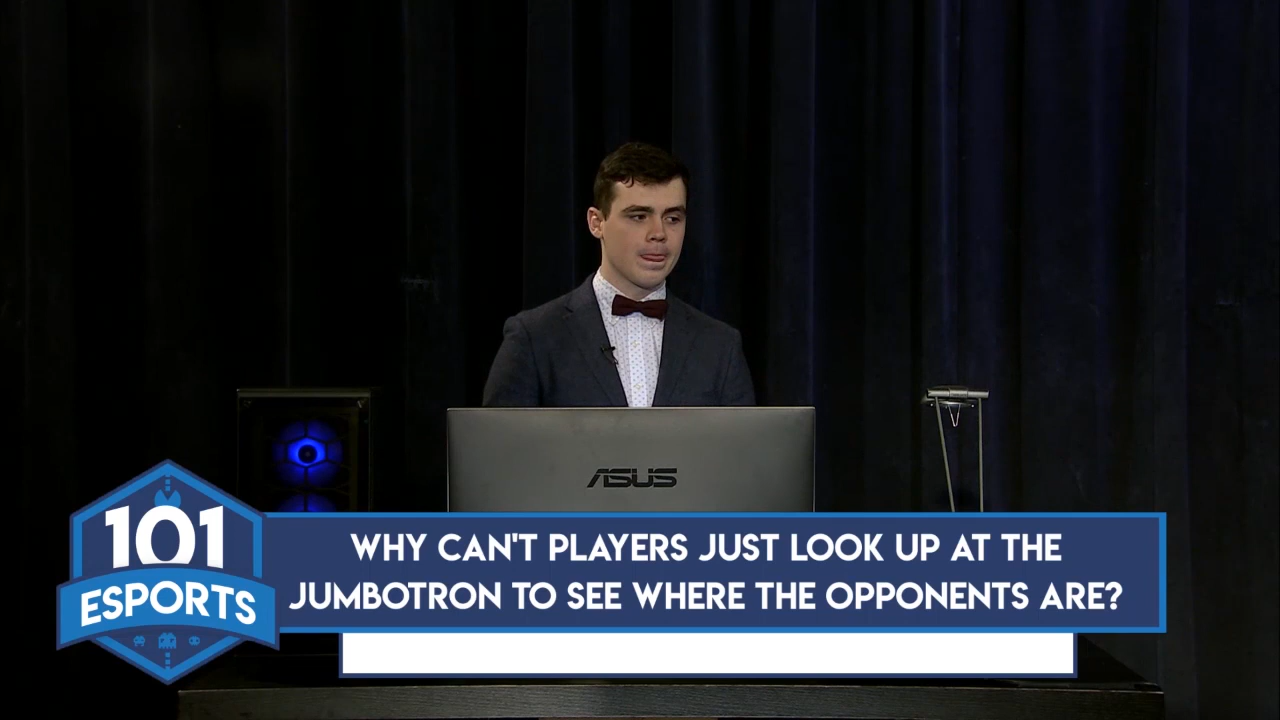 ASUS
101
ESPORTS
WHY CAN'T PLAYERS JUST LOOK UP AT THE
JUMBOTRON TO SEE WHERE THE OPPONENTS ARE?